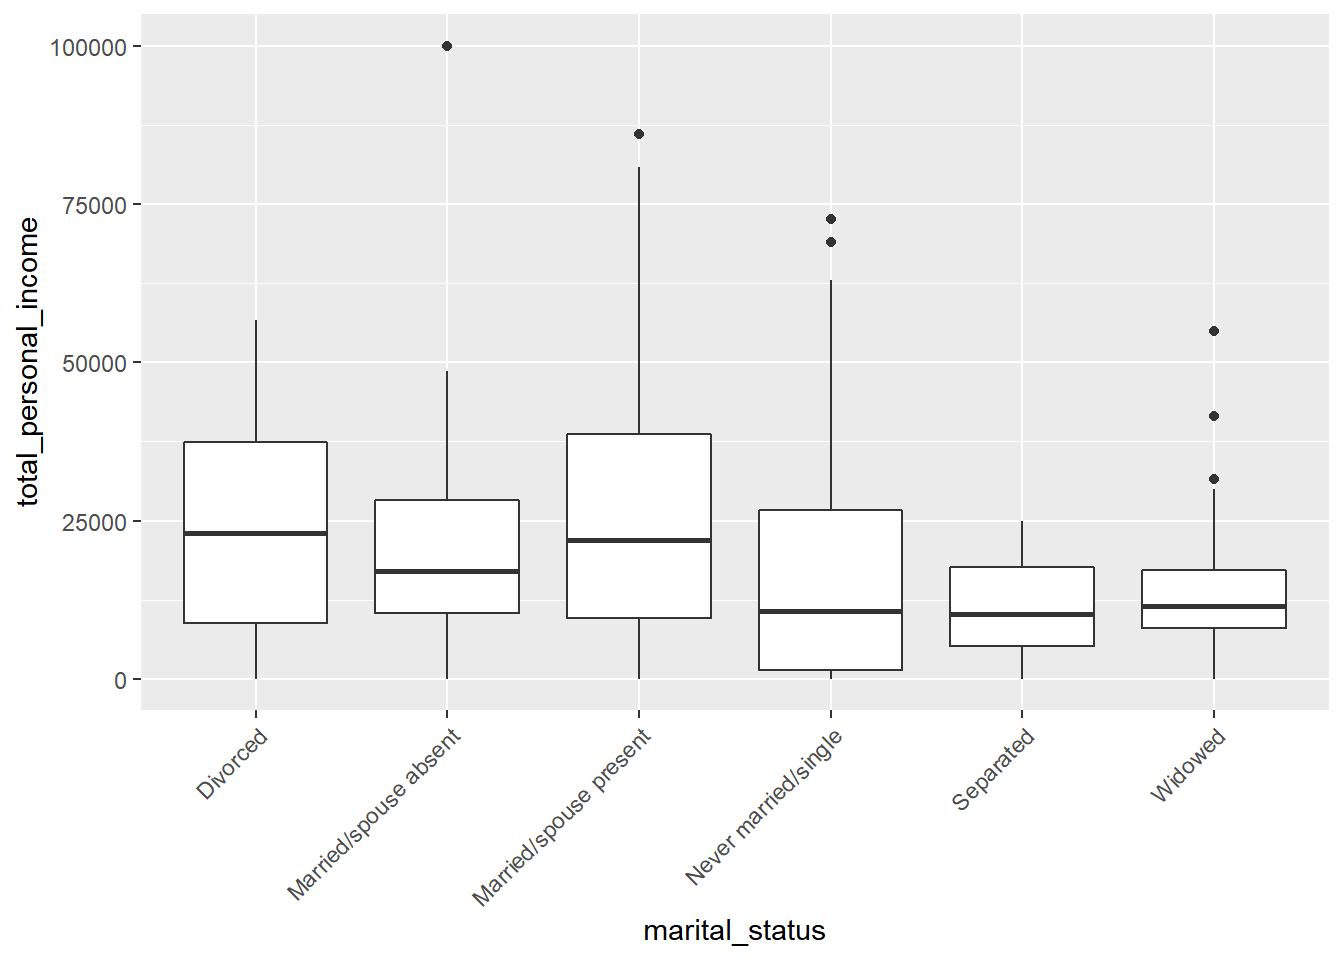 total_personal_income
100000
75000
50000
25000
0
Divorced
Married/spouse absent
Married/spouse present
Never married/single
Separated
Widowed
marital_status